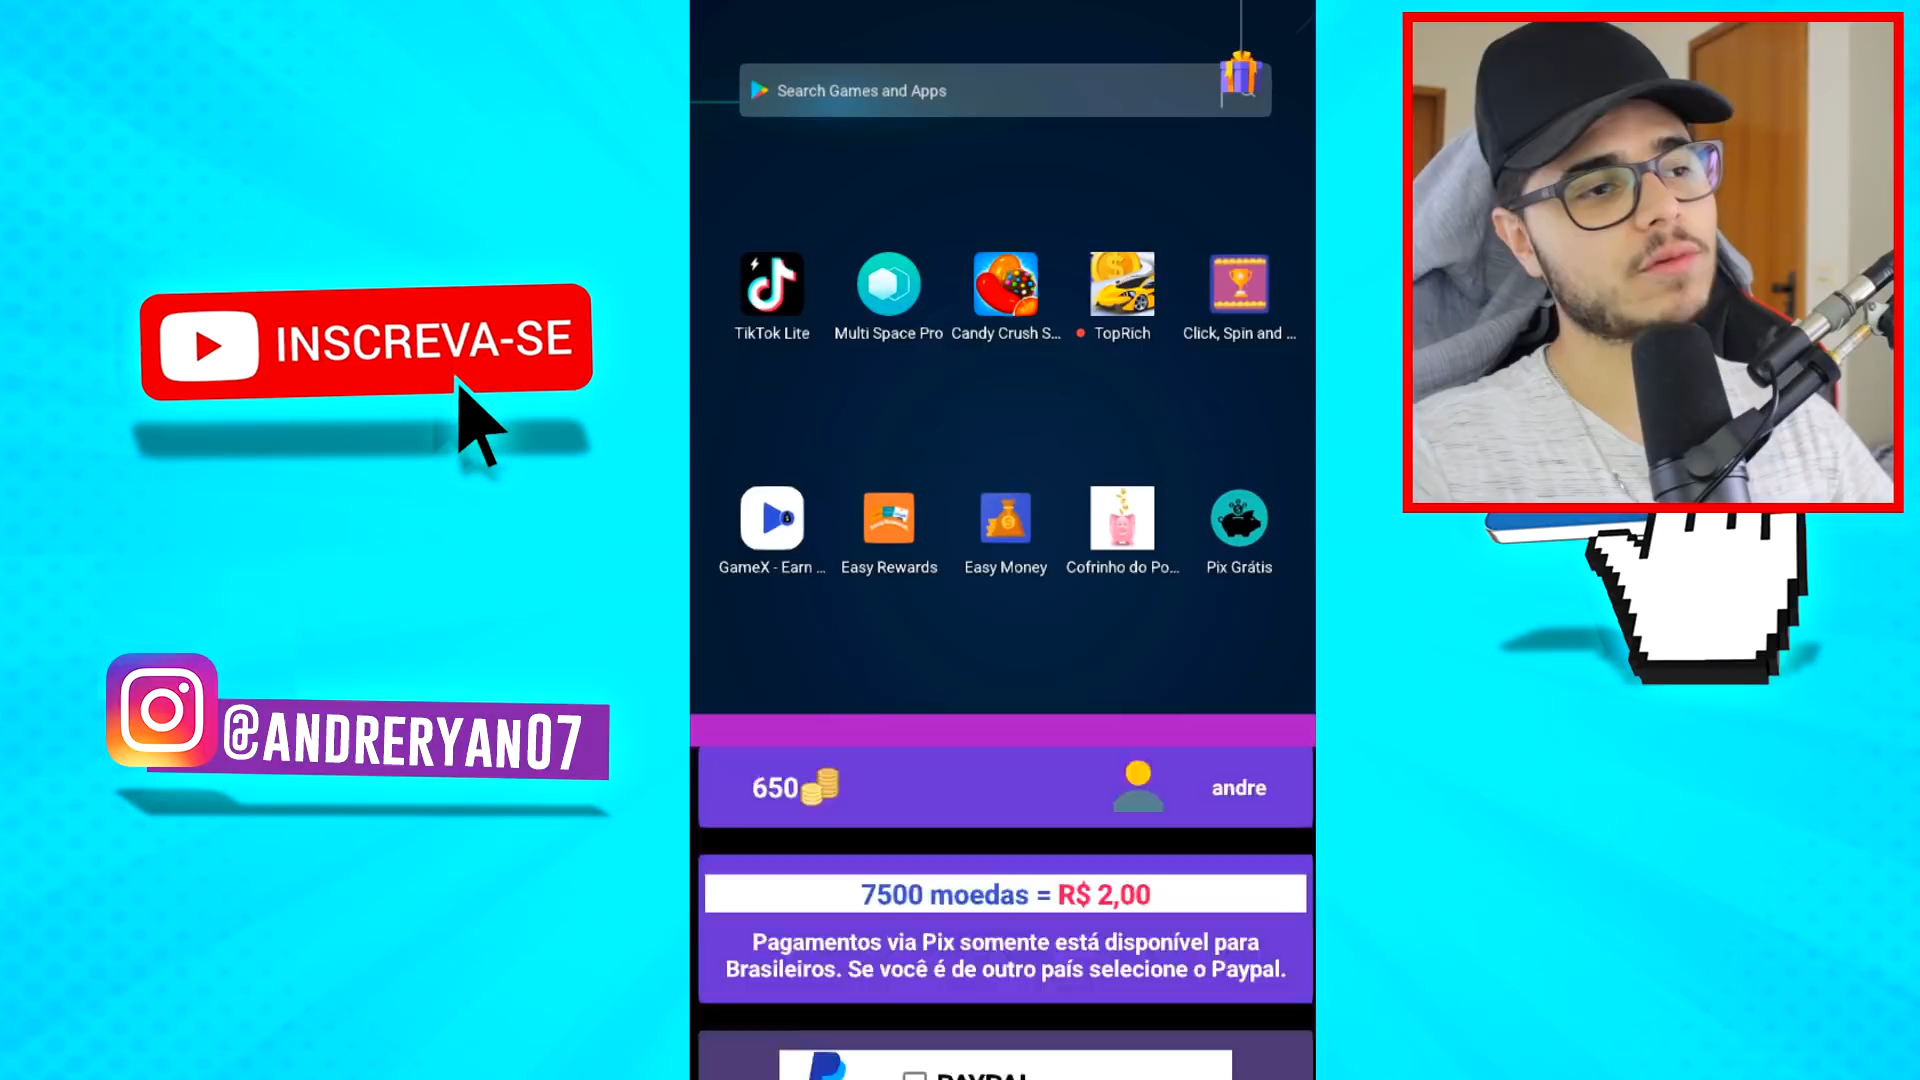 Search Games and Apps
TikTok Lite
Multi Space Pro
Candy Crush S...
TopRich
Click, Spin and ...
INSCREVA-SE
GameX - Earn ...
Easy Rewards
Easy Money
Cofrinho do Po...
Pix Grátis
@ANDRERYAN07
650
andre
7500 moedas = R$ 2,00
Pagamentos via Pix somente está disponível para
Brasileiros. Se você é de outro país selecione o Paypal.
PAYPAL